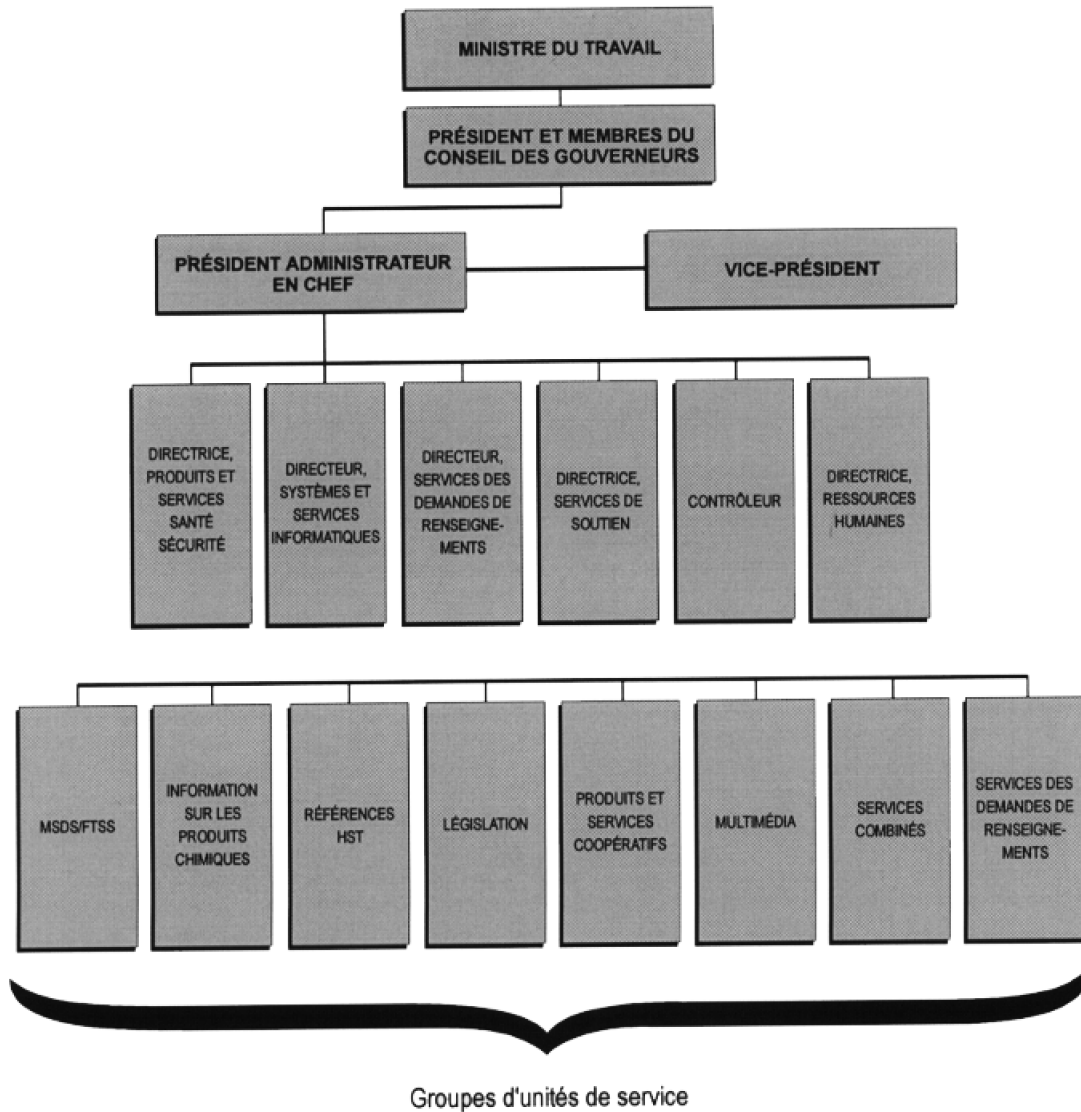 MINISTRE DU TRAVAIL
PRÉSIDENT ET MEMBRES DU
CONSEIL DES GOUVERNEURS
PRÉSIDENT ADMINISTRATEUR
EN CHEF
VICE-PRÉSIDENT
DIRECTRICE,
PRODUITS ET
SERVICES
SANTÉ
SÉCURITÉ
DIRECTEUR,
SYSTÈMES ET
SERVICES
INFORMATIQUES
DIRECTEUR,
SERVICES DES
DEMANDES DE
RENSEIGNE-
MENTS
DIRECTRICE,
SERVICES DE
SOUTIEN
CONTRÔLEUR
DIRECTRICE,
RESSOURCES
HUMAINES
MSDS/FTSS
INFORMATION
SUR LES
PRODUITS
CHIMIQUES
RÉFÉRENCES
HST
LÉGISLATION
PRODUITS ET
SERVICES
COOPÉRATIFS
MULTIMÉDIA
SERVICES
COMBINÉS
SERVICES DES
DEMANDES DE
RENSEIGNE-
MENTS
Groupes d'unités de service